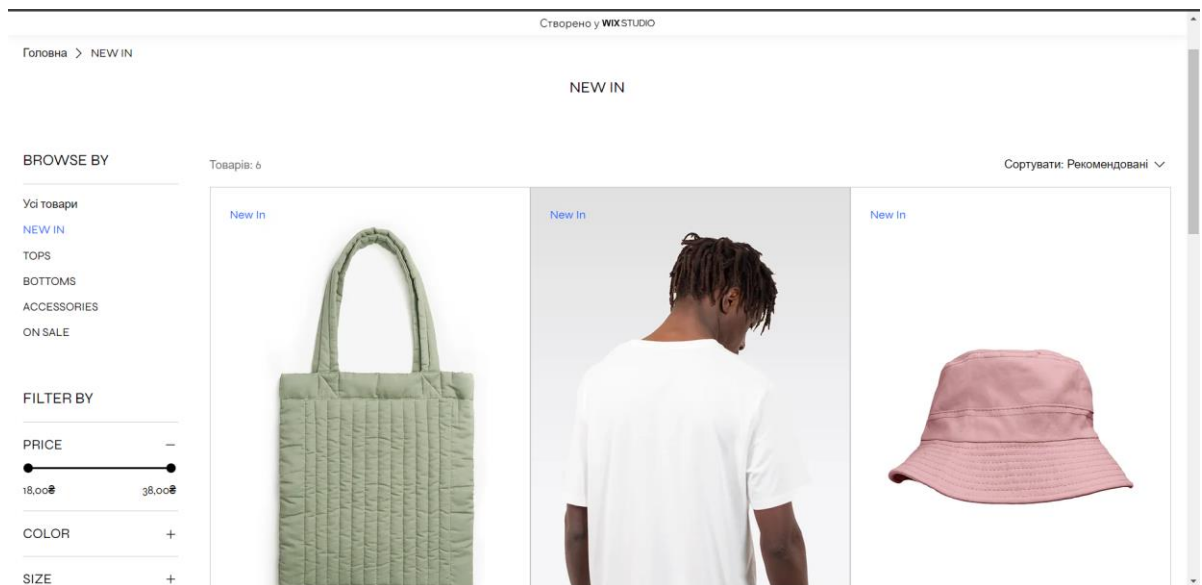 Створено у WIX STUDIO
Головна > NEW IN
NEW IN
BROWSE BY
Усі товари
NEW IN
TOPS
BOTTOMS
ACCESSORIES
ON SALE
FILTER BY
PRICE −
18,00₴ 38,00₴
COLOR +
SIZE +
Товарів: 6
Сортувати: Рекомендовані
New In
New In
New In